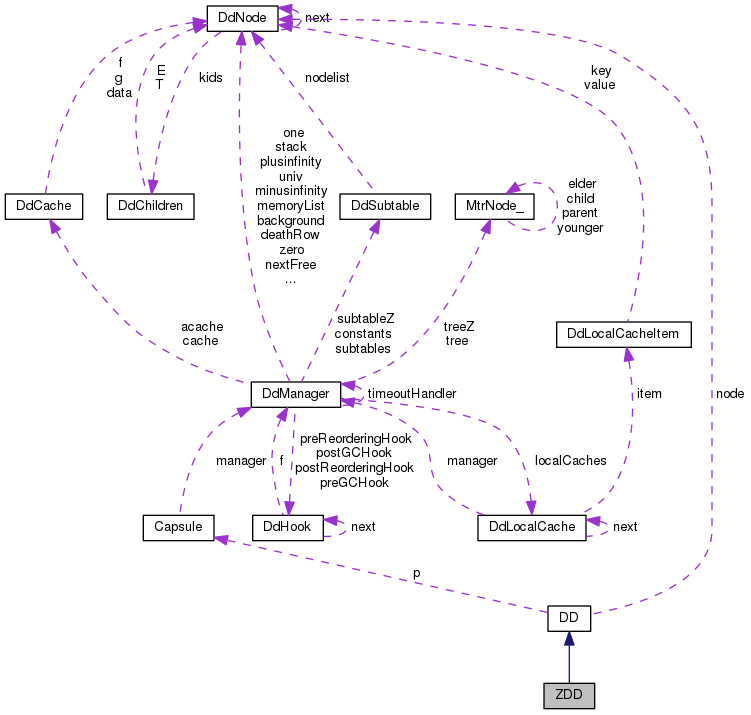 DdNode
next
f
g
data
E
T
kids
nodelist
key
value
one
stack
plusinfinity
univ
minusinfinity
memoryList
background
deathRow
zero
nextFree
...
DdCache
DdChildren
DdSubtable
MtrNode_
elder
child
parent
younger
acache
cache
subtableZ
constants
subtables
treeZ
tree
DdLocalCacheItem
DdManager
timeoutHandler
item
node
manager
f
preReorderingHook
postGCHook
postReorderingHook
preGCHook
manager
localCaches
Capsule
DdHook
next
DdLocalCache
next
p
DD
ZDD